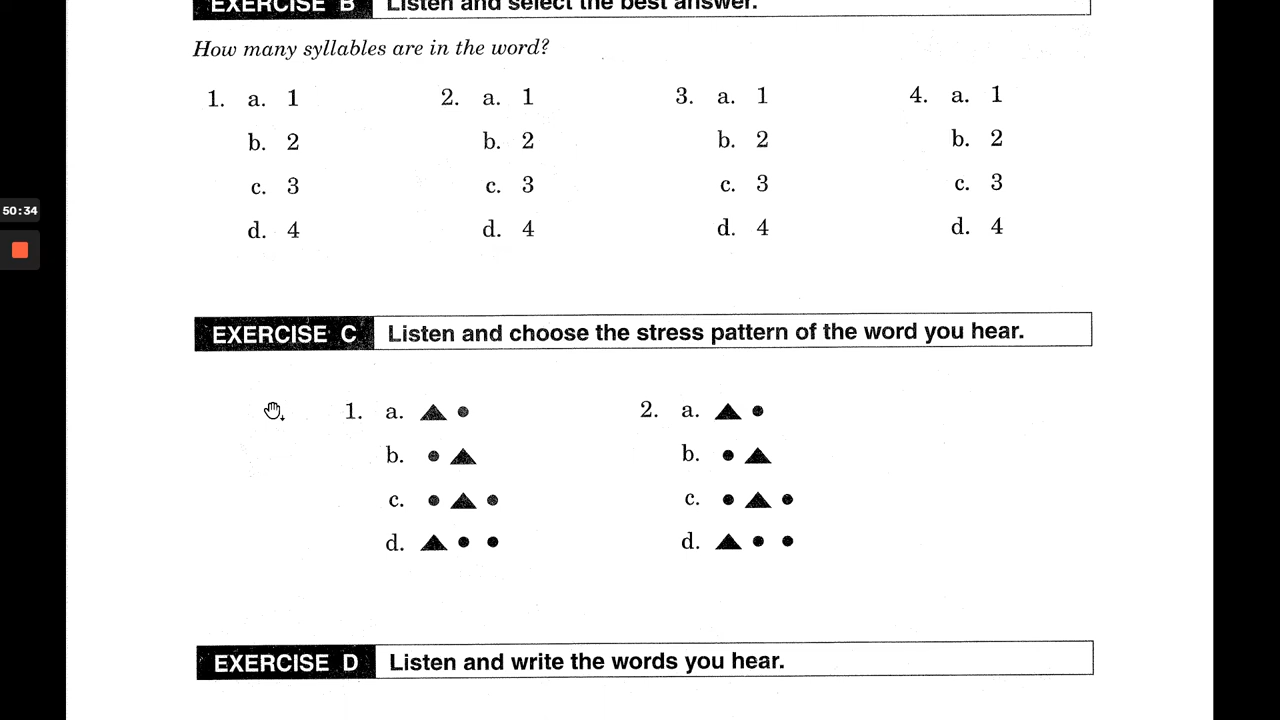 EXERCISE B Listen and select the best answer.
How many syllables are in the word?
1. a. 1 2. a. 1 3. a. 1 4. a. 1
b. 2 b. 2 b. 2 b. 2
c. 3 c. 3 c. 3 c. 3
d. 4 d. 4 d. 4 d. 4
50:34
EXERCISE C Listen and choose the stress pattern of the word you hear.
1. a. ▲ ● 2. a. ▲ ●
b. ● ▲ b. ● ▲
c. ● ▲ ● c. ● ▲ ●
d. ▲ ● ● d. ▲ ● ●
EXERCISE D Listen and write the words you hear.